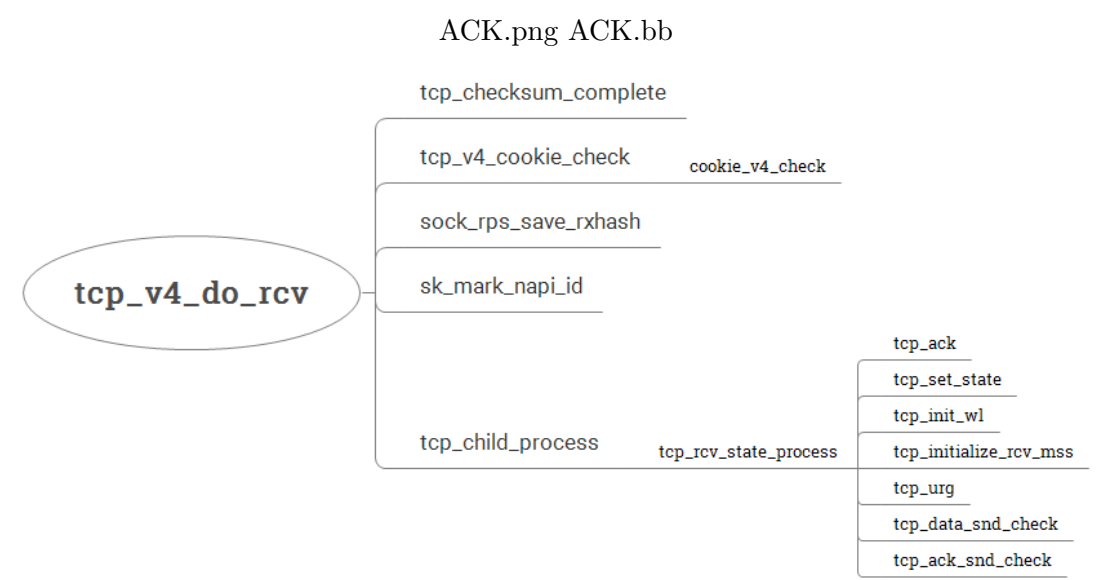 ACK.png ACK.bb
tcp_checksum_complete
tcp_v4_cookie_check
cookie_v4_check
sock_rps_save_rxhash
tcp_v4_do_rcv
sk_mark_napi_id
tcp_child_process
tcp_rcv_state_process
tcp_ack
tcp_set_state
tcp_init_wl
tcp_initialize_rcv_mss
tcp_urg
tcp_data_snd_check
tcp_ack_snd_check